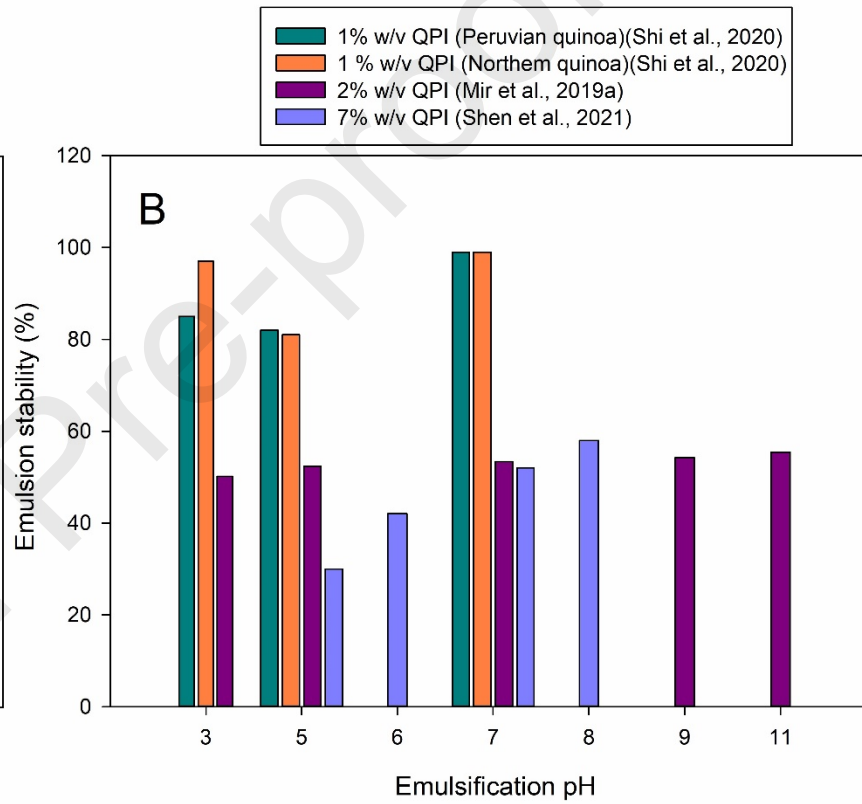 1% w/v QPI (Peruvian quinoa)(Shi et al., 2020)
1 % w/v QPI (Northem quinoa)(Shi et al., 2020)
2% w/v QPI (Mir et al., 2019a)
7% w/v QPI (Shen et al., 2021)
B
Emulsion stability (%)
120
100
80
60
40
20
0
3 5 6 7 8 9 11
Emulsification pH
Pre-proo